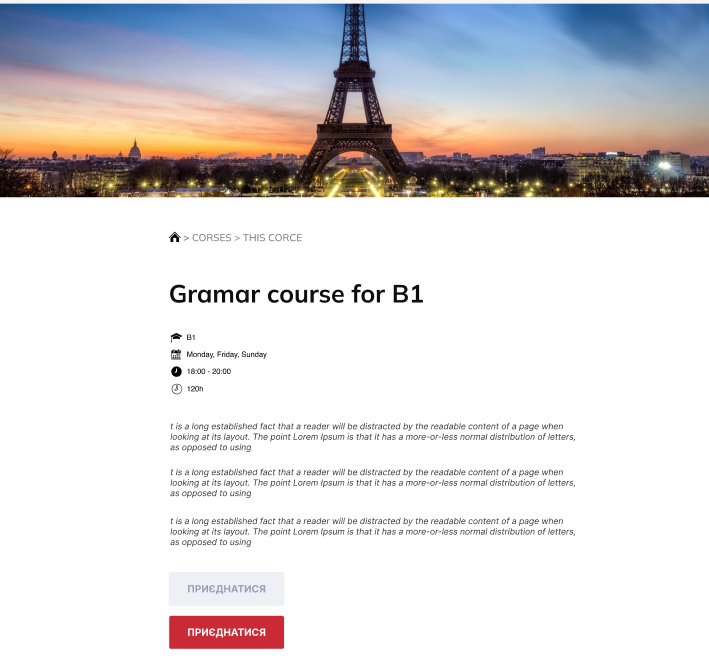 > CORSES > THIS CORCE
Gramar course for B1
B1
Monday, Friday, Sunday
18:00 - 20:00
120h
t is a long established fact that a reader will be distracted by the readable content of a page when
looking at its layout. The point Lorem Ipsum is that it has a more-or-less normal distribution of letters,
as opposed to using
t is a long established fact that a reader will be distracted by the readable content of a page when
looking at its layout. The point Lorem Ipsum is that it has a more-or-less normal distribution of letters,
as opposed to using
t is a long established fact that a reader will be distracted by the readable content of a page when
looking at its layout. The point Lorem Ipsum is that it has a more-or-less normal distribution of letters,
as opposed to using
ПРИЄДНАТИСЯ
ПРИЄДНАТИСЯ